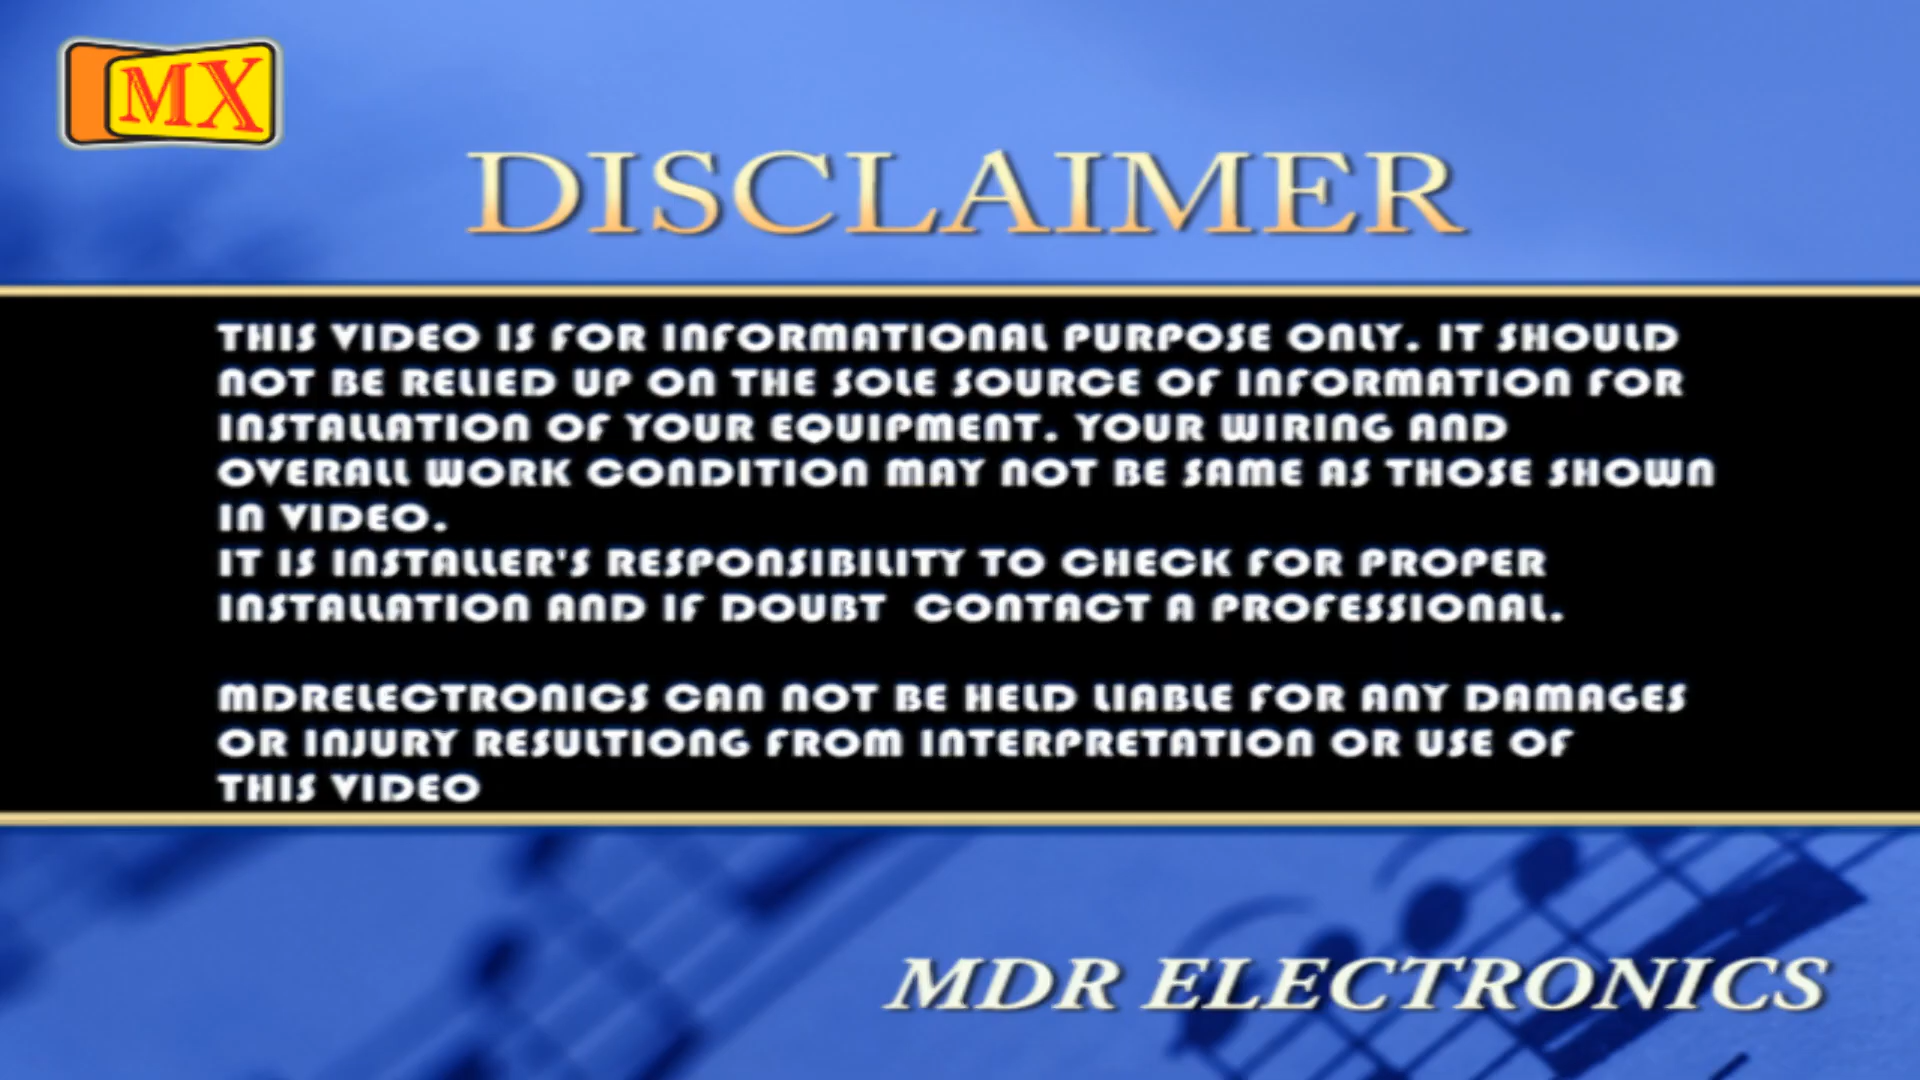 MX
DISCLAIMER
THIS VIDEO IS FOR INFORMATIONAL PURPOSE ONLY. IT SHOULD
NOT BE RELIED UP ON THE SOLE SOURCE OF INFORMATION FOR
INSTALLATION OF YOUR EQUIPMENT. YOUR WIRING AND
OVERALL WORK CONDITION MAY NOT BE SAME AS THOSE SHOWN
IN VIDEO.
IT IS INSTALLER'S RESPONSIBILITY TO CHECK FOR PROPER
INSTALLATION AND IF DOUBT  CONTACT A PROFESSIONAL.
MDRELECTRONICS CAN NOT BE HELD LIABLE FOR ANY DAMAGES
OR INJURY RESULTIONG FROM INTERPRETATION OR USE OF
THIS VIDEO
MDR ELECTRONICS